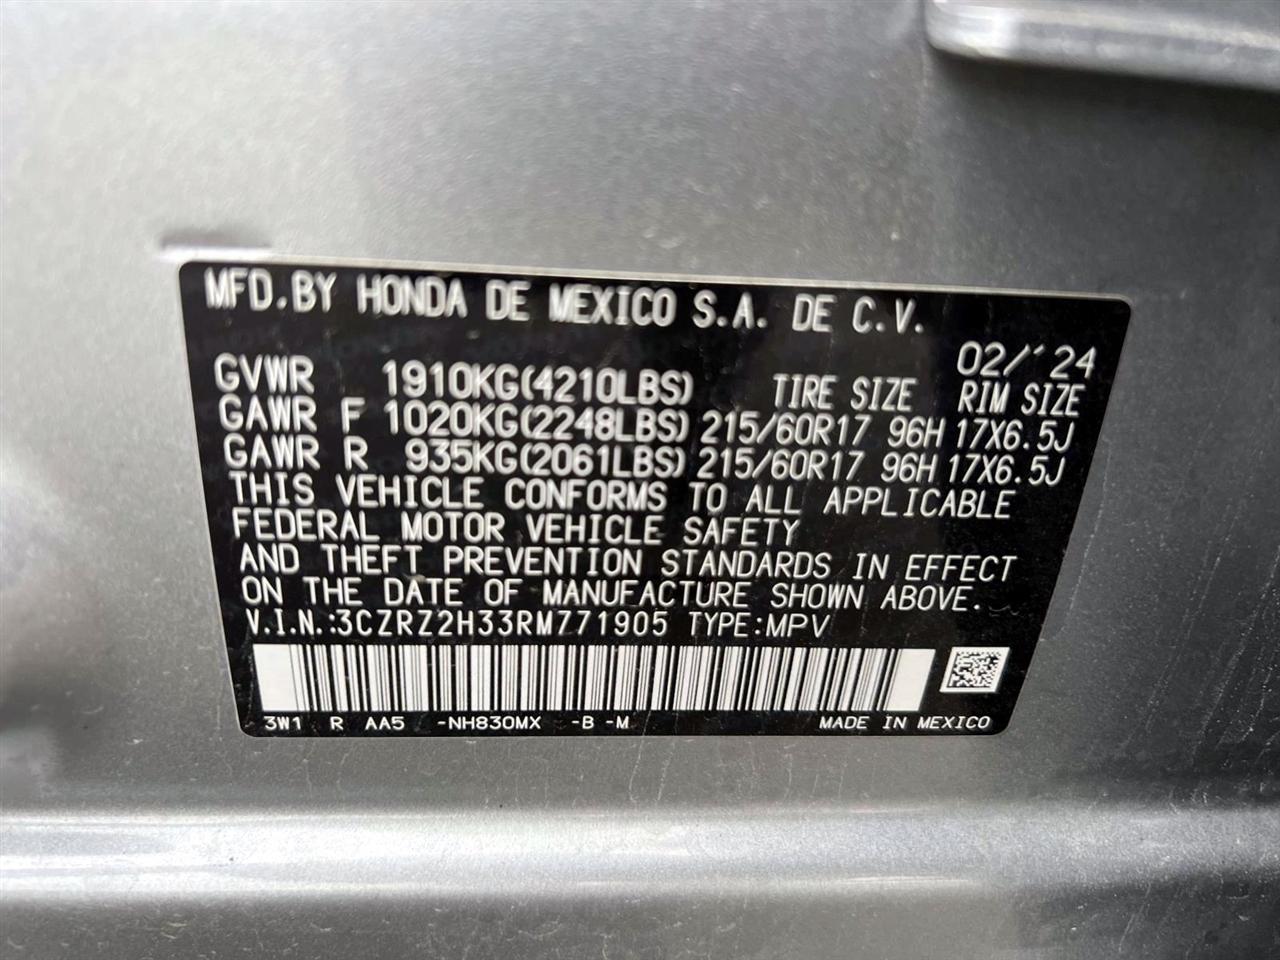 MFD.BY HONDA DE MEXICO S.A. DE C.V.
02/'24
GVWR 1910KG(4210LBS) TIRE SIZE RIM SIZE
GAWR F 1020KG(2248LBS) 215/60R17 96H 17X6.5J
GAWR R 935KG(2061LBS) 215/60R17 96H 17X6.5J
THIS VEHICLE CONFORMS TO ALL APPLICABLE
FEDERAL MOTOR VEHICLE SAFETY
AND THEFT PREVENTION STANDARDS IN EFFECT
ON THE DATE OF MANUFACTURE SHOWN ABOVE.
V.I.N.:3CZRZ2H33RM771905 TYPE:MPV
3W1 R AA5 -NH830MX -B -M MADE IN MEXICO